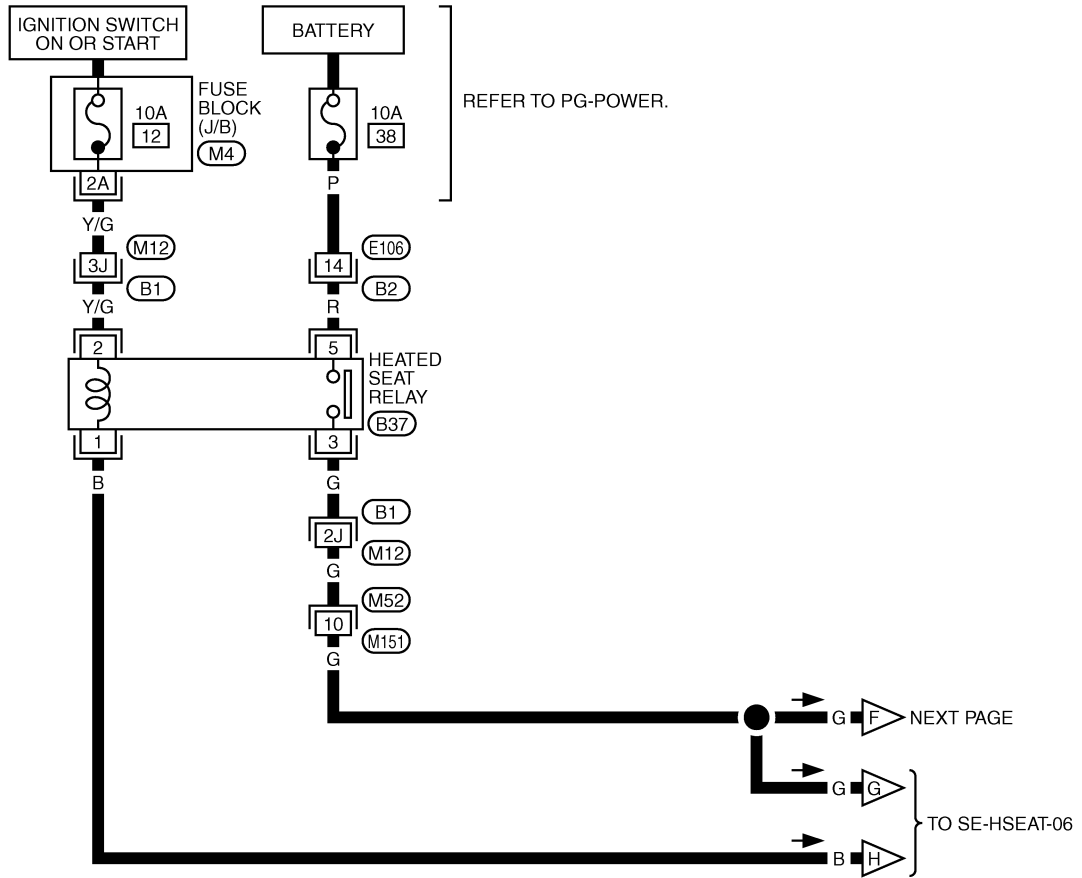 IGNITION SWITCH
ON OR START
BATTERY
REFER TO PG-POWER.
FUSE
BLOCK
(J/B)
M4
10A
12
10A
38
2A
P
Y/G
M12
3J
B1
Y/G
E106
14
B2
R
2
5
HEATED
SEAT
RELAY
B37
1
3
B
G
B1
2J
M12
G
M52
10
M151
G
G
F
NEXT PAGE
G
G
TO SE-HSEAT-06
B
H